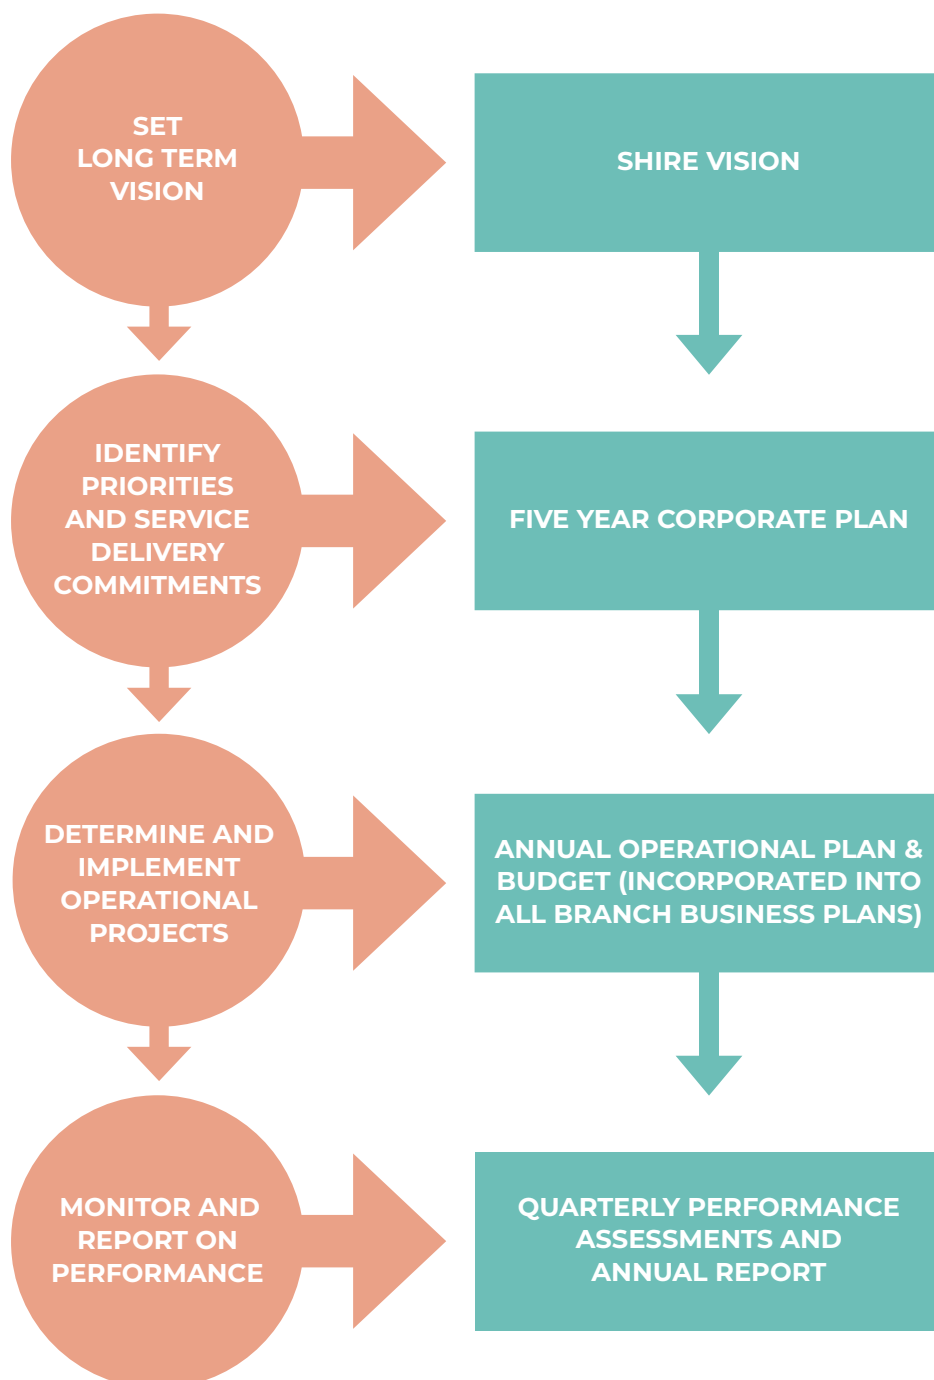 SET
LONG TERM
VISION
SHIRE VISION
IDENTIFY
PRIORITIES
AND SERVICE
DELIVERY
COMMITMENTS
FIVE YEAR CORPORATE PLAN
DETERMINE AND
IMPLEMENT
OPERATIONAL
PROJECTS
ANNUAL OPERATIONAL PLAN &
BUDGET (INCORPORATED INTO
ALL BRANCH BUSINESS PLANS)
MONITOR AND
REPORT ON
PERFORMANCE
QUARTERLY PERFORMANCE
ASSESSMENTS AND
ANNUAL REPORT